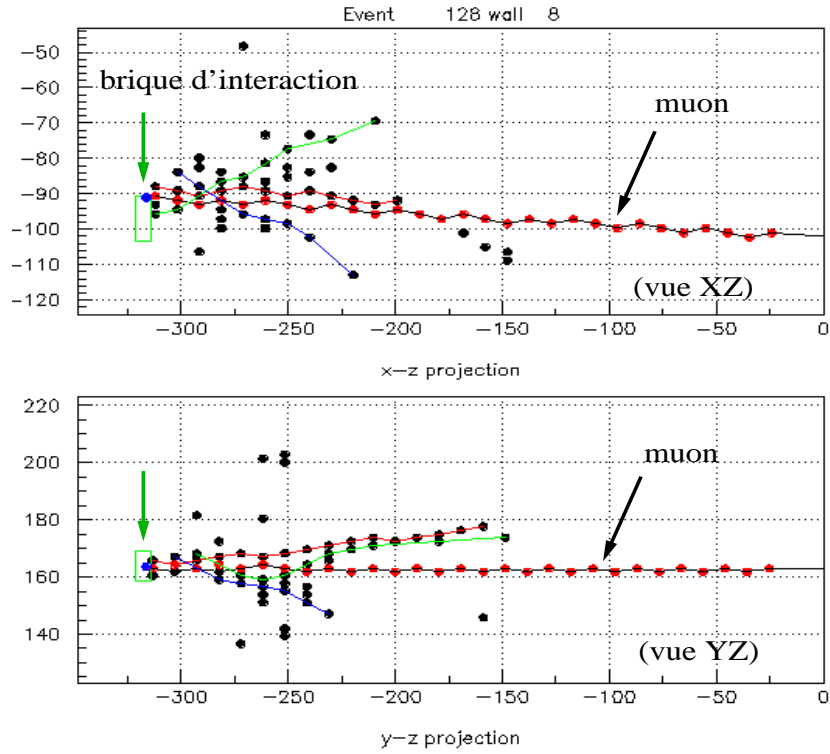 Event 128 wall 8
−50
−60
−70
−80
−90
−100
−110
−120
brique d'interaction
muon
(vue XZ)
−300 −250 −200 −150 −100 −50 0
x−z projection
220
200
180
160
140
muon
(vue YZ)
−300 −250 −200 −150 −100 −50 0
y−z projection